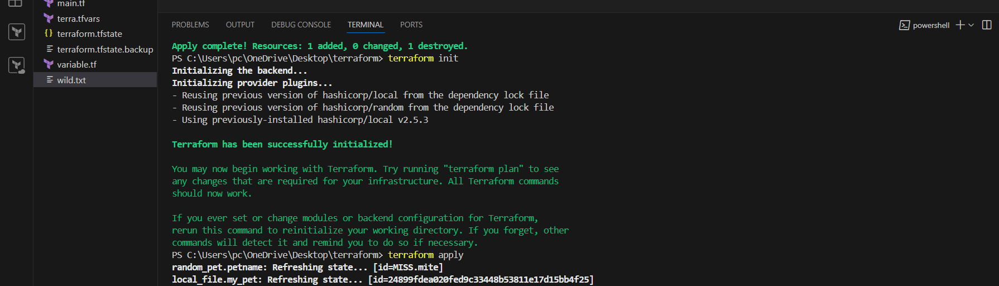 main.tf
terra.tfvars
terraform.tfstate
terraform.tfstate.backup
variable.tf
wild.txt
PROBLEMS OUTPUT DEBUG CONSOLE TERMINAL PORTS
powershell
Apply complete! Resources: 1 added, 0 changed, 1 destroyed.
PS C:\Users\pc\OneDrive\Desktop\terraform> terraform init
Initializing the backend...
Initializing provider plugins...
- Reusing previous version of hashicorp/local from the dependency lock file
- Reusing previous version of hashicorp/random from the dependency lock file
- Using previously-installed hashicorp/local v2.5.3
Terraform has been successfully initialized!
You may now begin working with Terraform. Try running "terraform plan" to see
any changes that are required for your infrastructure. All Terraform commands
should now work.
If you ever set or change modules or backend configuration for Terraform,
rerun this command to reinitialize your working directory. If you forget, other
commands will detect it and remind you to do so if necessary.
PS C:\Users\pc\OneDrive\Desktop\terraform> terraform apply
random_pet.petname: Refreshing state... [id=MISS.mite]
local_file.my_pet: Refreshing state... [id=24899fdea020fed9c33448b53811e17d15bb4f25]